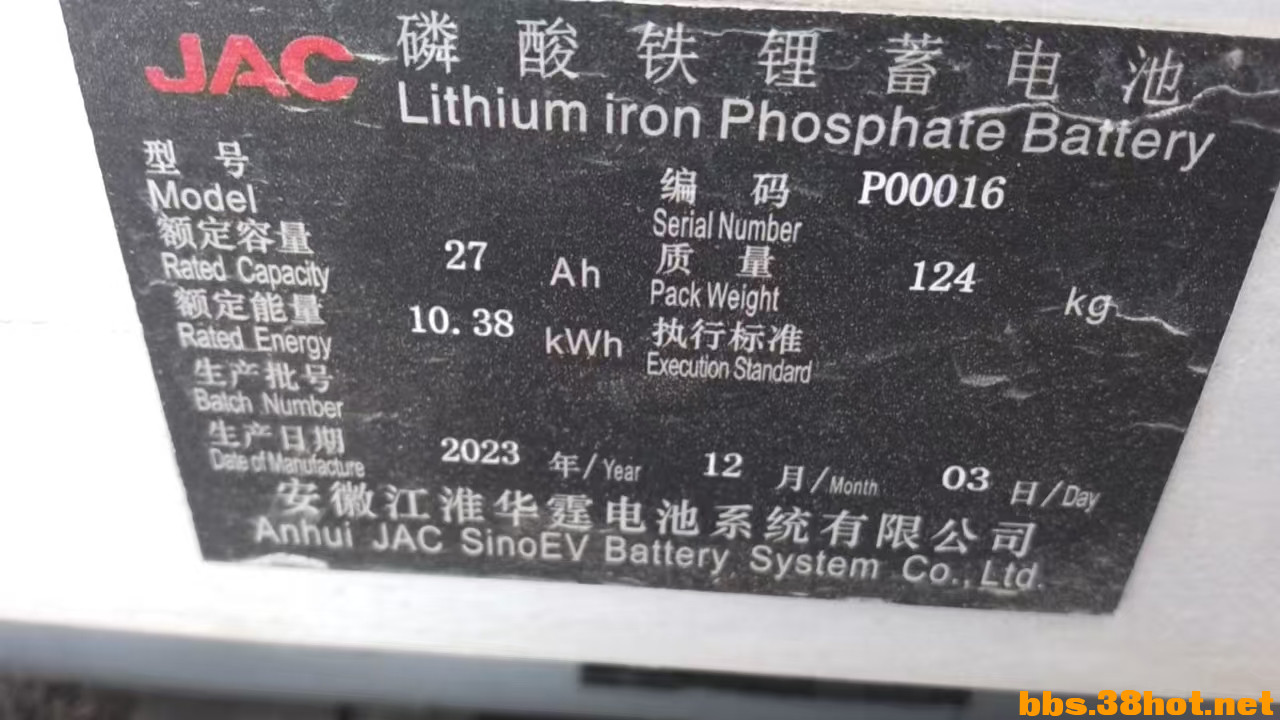 JAC 磷酸铁锂蓄电池
Lithium iron Phosphate Battery
型号
Model
编码 P00016
Serial Number
额定容量 27 Ah
Rated Capacity
质量 124 kg
Pack Weight
额定能量 10.38 kWh
Rated Energy
执行标准
Execution Standard
生产批号
Batch Number
生产日期 2023 年/Year 12 月/Month 03 日/Day
Date of Manufacture
安徽江淮华霆电池系统有限公司
Anhui JAC SinoEV Battery System Co., Ltd.
bbs.38hot.net